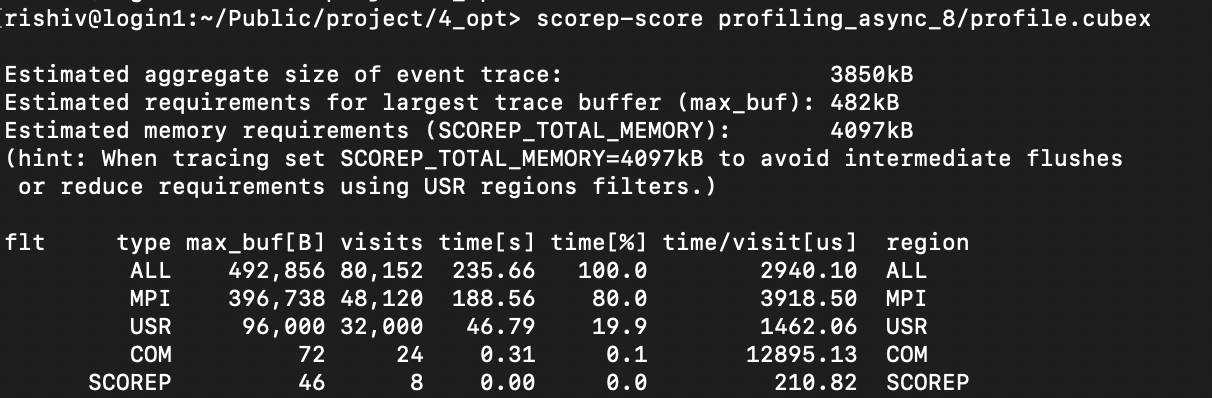 [rishiv@login1:~/Public/project/4_opt> scorep-score profiling_async_8/profile.cubex
Estimated aggregate size of event trace: 3850kB
Estimated requirements for largest trace buffer (max_buf): 482kB
Estimated memory requirements (SCOREP_TOTAL_MEMORY): 4097kB
(hint: When tracing set SCOREP_TOTAL_MEMORY=4097kB to avoid intermediate flushes
or reduce requirements using USR regions filters.)
flt type max_buf[B] visits time[s] time[%] time/visit[us] region
ALL 492,856 80,152 235.66 100.0 2940.10 ALL
MPI 396,738 48,120 188.56 80.0 3918.50 MPI
USR 96,000 32,000 46.79 19.9 1462.06 USR
COM 72 24 0.31 0.1 12895.13 COM
SCOREP 46 8 0.00 0.0 210.82 SCOREP